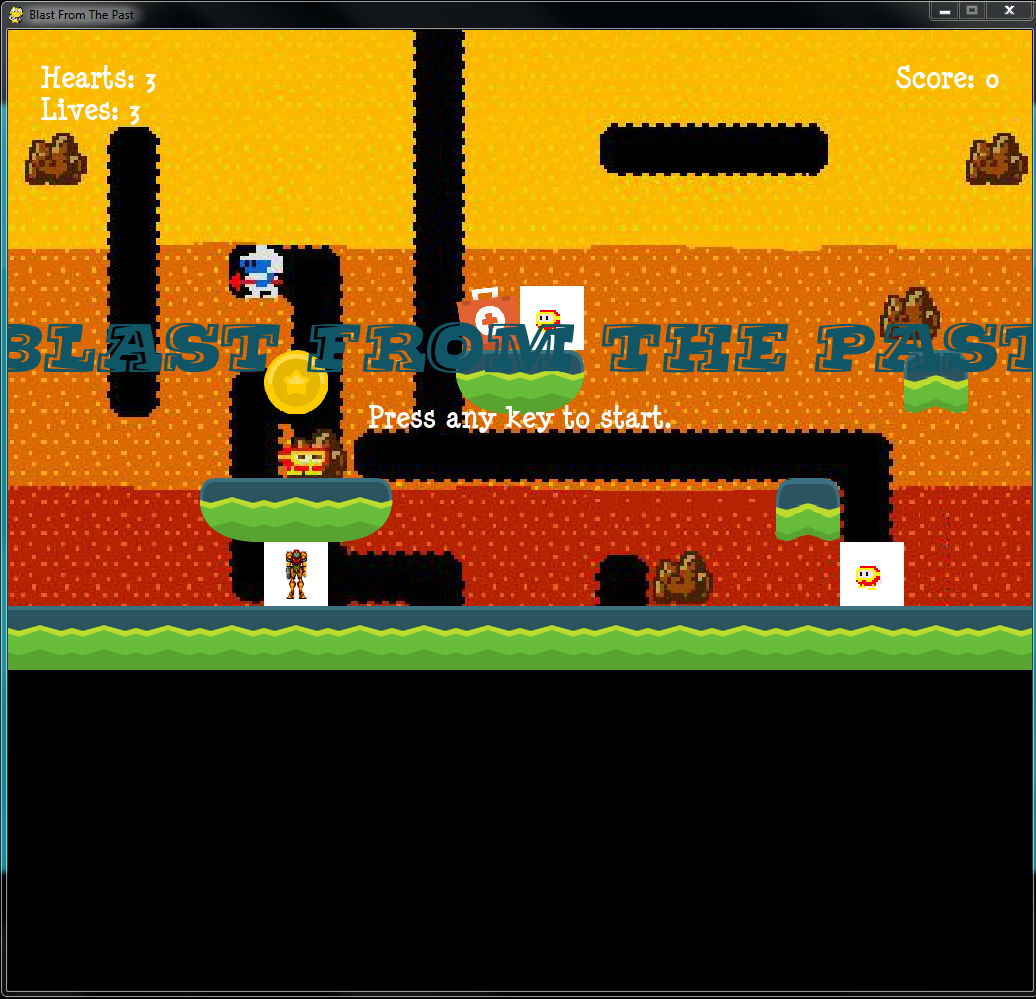 Blast From The Past
Hearts: 3
Score: 0
Lives: 3
BLAST FROM THE PAST
Press any key to start.